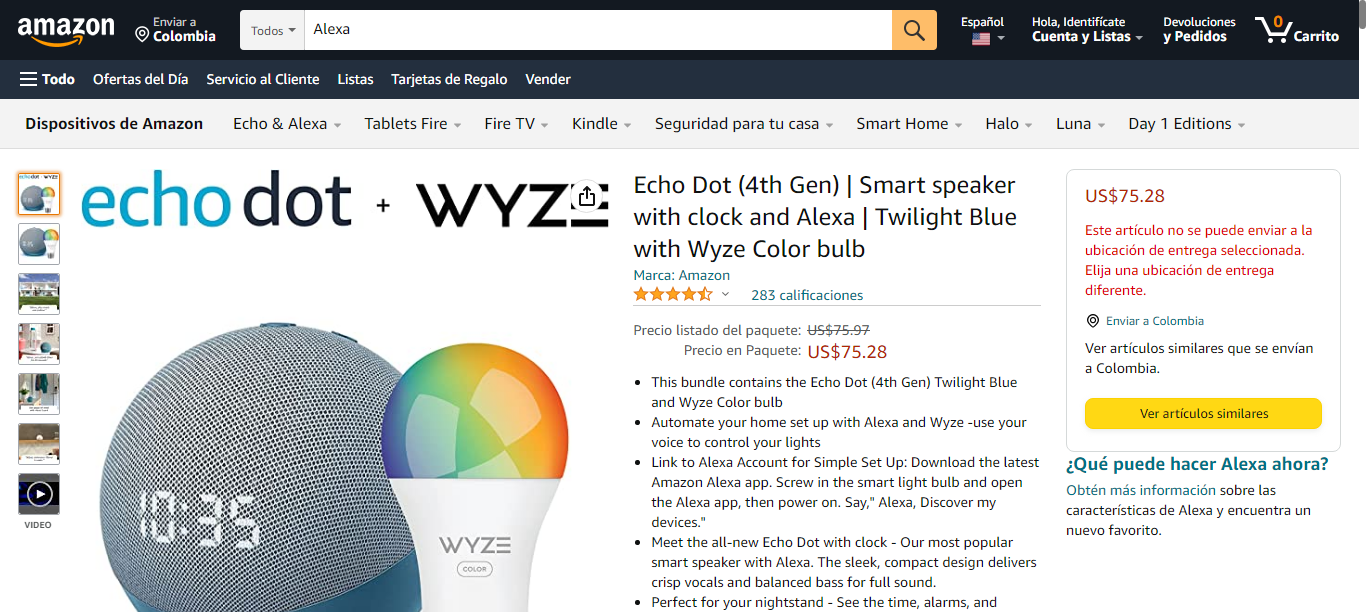 amazon
Enviar a
Colombia
Todos
Alexa
Español
Hola, Identifícate
Cuenta y Listas
Devoluciones
y Pedidos
0
Carrito
Todo
Ofertas del Día
Servicio al Cliente
Listas
Tarjetas de Regalo
Vender
Dispositivos de Amazon
Echo & Alexa
Tablets Fire
Fire TV
Kindle
Seguridad para tu casa
Smart Home
Halo
Luna
Day 1 Editions
VIDEO
echo dot + WYZE
10:35
WYZE
COLOR
Echo Dot (4th Gen) | Smart speaker
with clock and Alexa | Twilight Blue
with Wyze Color bulb
Marca: Amazon
283 calificaciones
Precio listado del paquete: US$75.97
Precio en Paquete: US$75.28
This bundle contains the Echo Dot (4th Gen) Twilight Blue
and Wyze Color bulb
Automate your home set up with Alexa and Wyze -use your
voice to control your lights
Link to Alexa Account for Simple Set Up: Download the latest
Amazon Alexa app. Screw in the smart light bulb and open
the Alexa app, then power on. Say," Alexa, Discover my
devices."
Meet the all-new Echo Dot with clock - Our most popular
smart speaker with Alexa. The sleek, compact design delivers
crisp vocals and balanced bass for full sound.
Perfect for your nightstand - See the time, alarms, and
US$75.28
Este artículo no se puede enviar a la
ubicación de entrega seleccionada.
Elija una ubicación de entrega
diferente.
Enviar a Colombia
Ver artículos similares que se envían
a Colombia.
Ver artículos similares
¿Qué puede hacer Alexa ahora?
Obtén más información sobre las
características de Alexa y encuentra un
nuevo favorito.